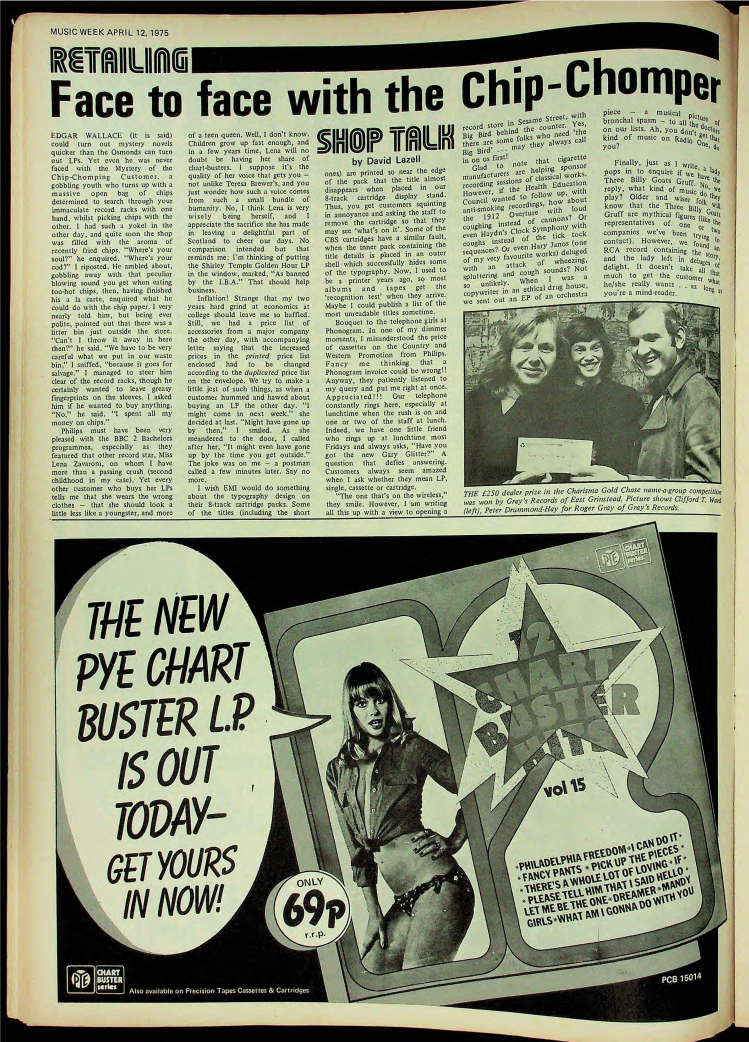 MUSIC WEEK APRIL 12, 1975
RETAILING
Face to face with the Chip-Chomper
EDGAR WALLACE (it is said)
could turn out mystery novels
quicker than the Osmonds can turn
out LPs. Yet even he was never
faced with the Mystery of the
Chip-Chomping Customer, a
gobbling youth who turns up with a
massive open bag of chips
determined to search through your
immaculate record racks with one
hand, whilst picking chips with the
other. I had such a yokel in the
other day, and quite soon the shop
was filled with the aroma of
recently fried chips. "Where's your
soul?" he enquired. "Where's your
cod?" I riposted. He ambled about,
gobbling away with that peculiar
blowing sound you get when eating
too-hot chips, then, having finished
his a la carte, enquired what he
could do with the chip paper. I very
nearly told him, but being ever
polite, pointed out that there was a
litter bin just outside the store.
"Can't I throw it away in here
then?" he said. "We have to be very
careful what we put in our waste
bin," I sniffed, "because it goes for
salvage." I managed to steer him
clear of the record racks, though he
certainly wanted to leave greasy
fingerprints on the sleeves. I asked
him if he wanted to buy anything.
"No," he said. "I spent all my
money on chips."
Philips must have been very
pleased with the BBC 2 Bachelors
programmes, especially as they
featured that other record star, Miss
Lena Zavaroni, on whom I have
more than a passing crush (second
childhood in my case). Yet every
other customer who buys her LPs
tells me that she wears the wrong
clothes — that she should look a
little less like a youngster, and more
of a teen queen. Well, I don't know.
Children grow up fast enough, and
in a few years time, Lena will no
doubt be having her share of
chart-busters. I suppose it's the
quality of her voice that gets you —
not unlike Teresa Brewer's, and you
just wonder how such a voice comes
from such a small bundle of
humanity. No, I think Lena is very
wisely being herself, and I
appreciate the sacrifice she has made
in leaving a delightful part of
Scotland to cheer our days. No
comparison intended but that
reminds me: I'm thinking of putting
the Shirley Temple Golden Hour LP
in the window, marked, "As banned
by the I.B.A." That should help
business.
Inflation! Strange that my two
years hard grind at economics at
college should leave me so baffled.
Still, we had a price list of
accessories from a major company
the other day, with accompanying
letter saying that the increased
prices in the printed price list
enclosed had to be changed
according to the duplicated price list
on the envelope. We try to make a
little jest of such things, as when a
customer hummed and hawed about
buying an LP the other day. "I
might come in next week." she
decided at last. "Might have gone up
by then," I smiled. As she
meandered to the door, I called
after her, "It might even have gone
up by the time you get outside."
The joke was on me — a postman
called a few minutes later. Say no
more.
I wish EMI would do something
about the typography design on
their 8-track cartridge packs. Some
of the titles (including the short
SHOP TALK
by David Lazell
ones) are printed so near the edge
of the pack that the title almost
disappears when placed in our
8-track cartridge display stand.
Thus, you get customers squinting
in annoyance and asking the staff to
remove the cartridge so that they
may see 'what's on it'. Some of the
CBS cartridges have a similar fault,
when the inner pack containing the
title details is placed in an outer
shell which successfully hides some
of the typography. Now, I used to
be a printer years ago, so most
albums and tapes get the
'recognition test' when they arrive.
Maybe I could publish a list of the
most unreadable titles sometime.
Bouquet to the telephone girls at
Phonogram. In one of my dimmer
moments, I misunderstood the price
of cassettes on the Country and
Western Promotion from Philips.
Fancy me thinking that a
Phonogram invoice could be wrong!!
Anyway, they patiently listened to
my query and put me right at once.
Appreciated!!! Our telephone
constantly rings here, especially at
lunchtime when the rush is on and
one or two of the staff at lunch.
Indeed, we have one little friend
who rings up at lunchtime most
Fridays and always asks, "Have you
got the new Gary Glitter?" A
question that defies answering.
Customers always seem amazed
when I ask whether they mean LP,
single, cassette or cartridge.
"The one that's on the wireless,"
they smile. However, I am writing
all this up with a view to opening a
record store in Sesame Street, with
Big Bird behind the counter. Yes,
there are some folks who need 'the
Big Bird' . . . may they always call
in on us first!
Glad to note that cigarette
manufacturers are helping sponsor
recording sessions of classical works.
However, if the Health Education
Council wanted to follow up, with
anti-smoking recordings, how about
the 1912 Overture with loud
coughing instead of cannons? Or
even Haydn's Clock Symphony with
coughs instead of the tick tock
sequences? Or even Hary Janos (one
of my very favourite works) deluged
with an attack of wheezing,
spluttering and cough sounds? Not
so unlikely. When I was a
copywriter in an ethical drug house,
we sent out an EP of an orchestra
piece — a musical picture of
bronchal spasm — to all the doctors
on our lists. Ah, you don't get that
kind of music on Radio One, do
you?
Finally, just as I write, a lady
pops in to enquire if we have the
Three Billy Goats Gruff. No, we
reply, what kind of music do they
play? Older and wiser folk will
know that the Three Billy Goats
Gruff are mythical figures (like the
representatives of one or two
companies we've been trying to
contact). However, we found an
RCA record containing the story,
and the lady left in deluges of
delight. It doesn't take all that
much to get the customer what
he/she really wants . . as long as
you're a mind-reader.
THE £250 dealer prize in the Charisma Gold Chase name-a-group competition
was won by Gray's Records of East Grinstead. Picture shows Clifford T. Ward
(left), Peter Drummond-Hay for Roger Gray of Gray's Records.
THE NEW
PYE CHART
BUSTER L.P.
IS OUT
TODAY–
GET YOURS
IN NOW!
ONLY
69p
r.r.p.
PYE CHART BUSTER series
12
CHART
BUSTER
HITS
vol 15
•PHILADELPHIA FREEDOM•I CAN DO IT•
•FANCY PANTS • PICK UP THE PIECES •
•THERE'S A WHOLE LOT OF LOVING •IF•
•PLEASE TELL HIM THAT I SAID HELLO •
LET ME BE THE ONE•DREAMER•MANDY
GIRLS•WHAT AM I GONNA DO WITH YOU
PYE CHART BUSTER series
Also available on Precision Tapes Cassettes & Cartridges
PCB 15014